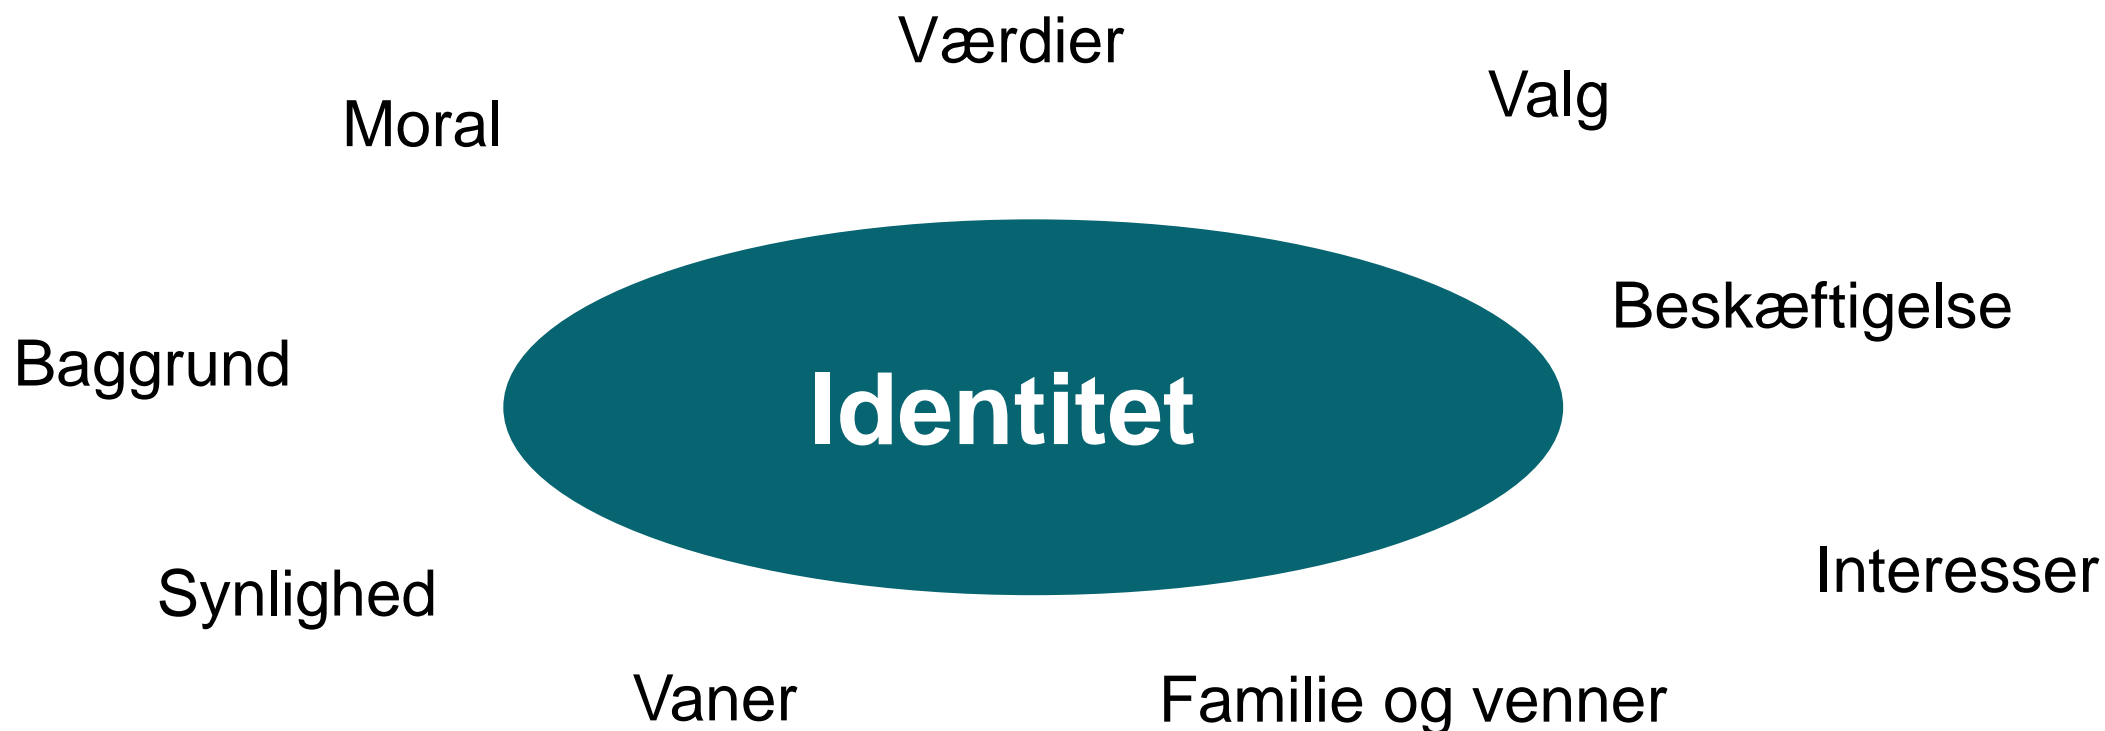 Værdier
Valg
Moral
Beskæftigelse
Baggrund
Identitet
Interesser
Synlighed
Vaner
Familie og venner